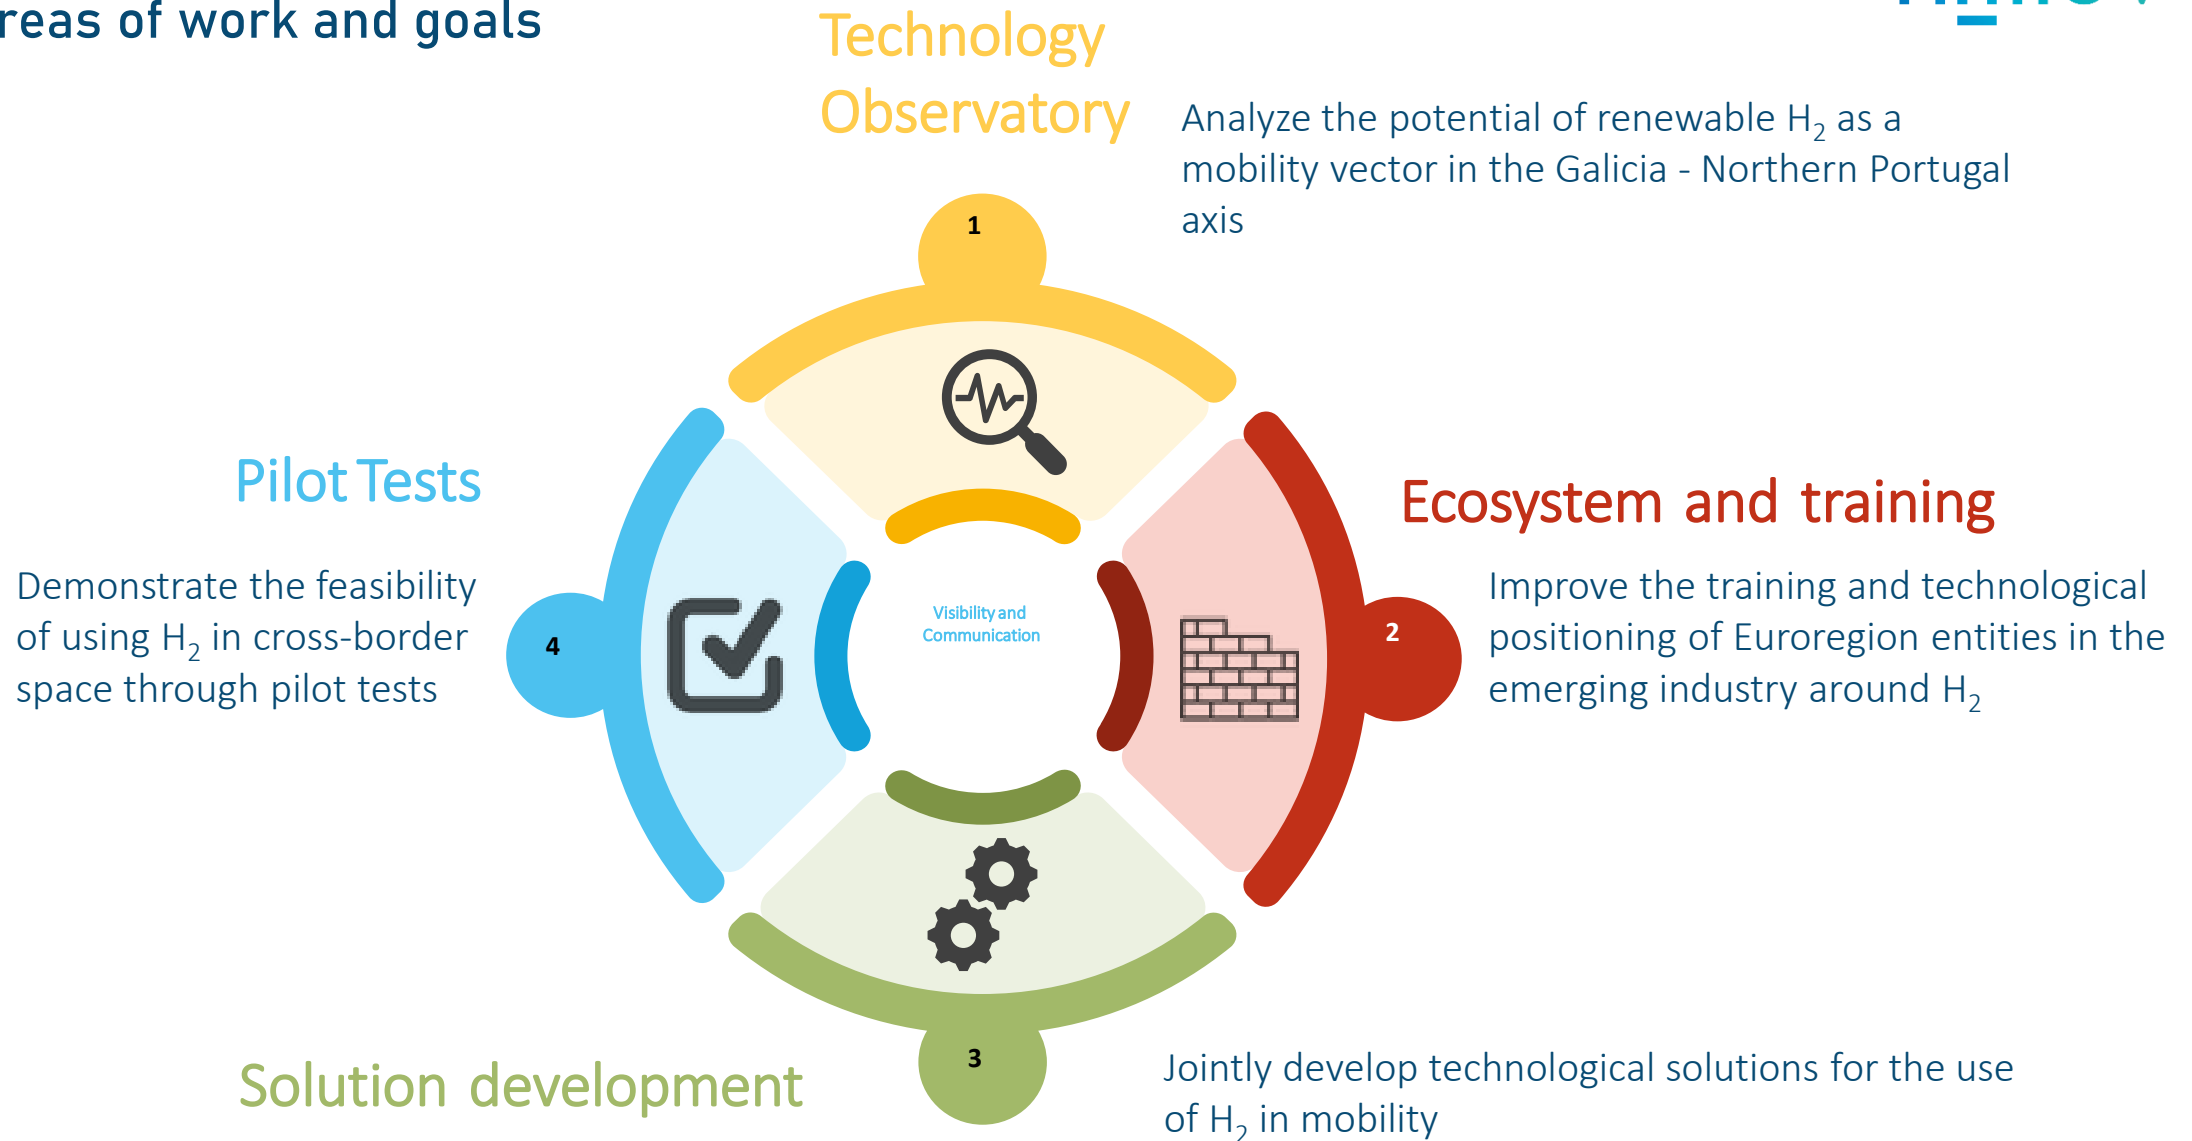 reas of work and goals
Technology
Observatory
Analyze the potential of renewable H₂ as a
mobility vector in the Galicia - Northern Portugal
axis
1
Pilot Tests
Demonstrate the feasibility
of using H₂ in cross-border
space through pilot tests
4
Visibility and
Communication
Ecosystem and training
2
Improve the training and technological
positioning of Euroregion entities in the
emerging industry around H₂
Solution development
3
Jointly develop technological solutions for the use
of H₂ in mobility